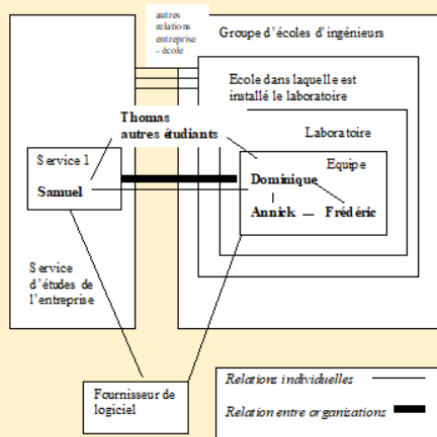 autres
relations
entreprise
- école
Groupe d'écoles d'ingénieurs
Ecole dans laquelle est
installé le laboratoire
Thomas
autres étudiants
Laboratoire
Service 1
Equipe
Samuel
Dominique
Annick
Frédéric
Service
d'études de
l'entreprise
Fournisseur de
logiciel
Relations individuelles
Relation entre organisations